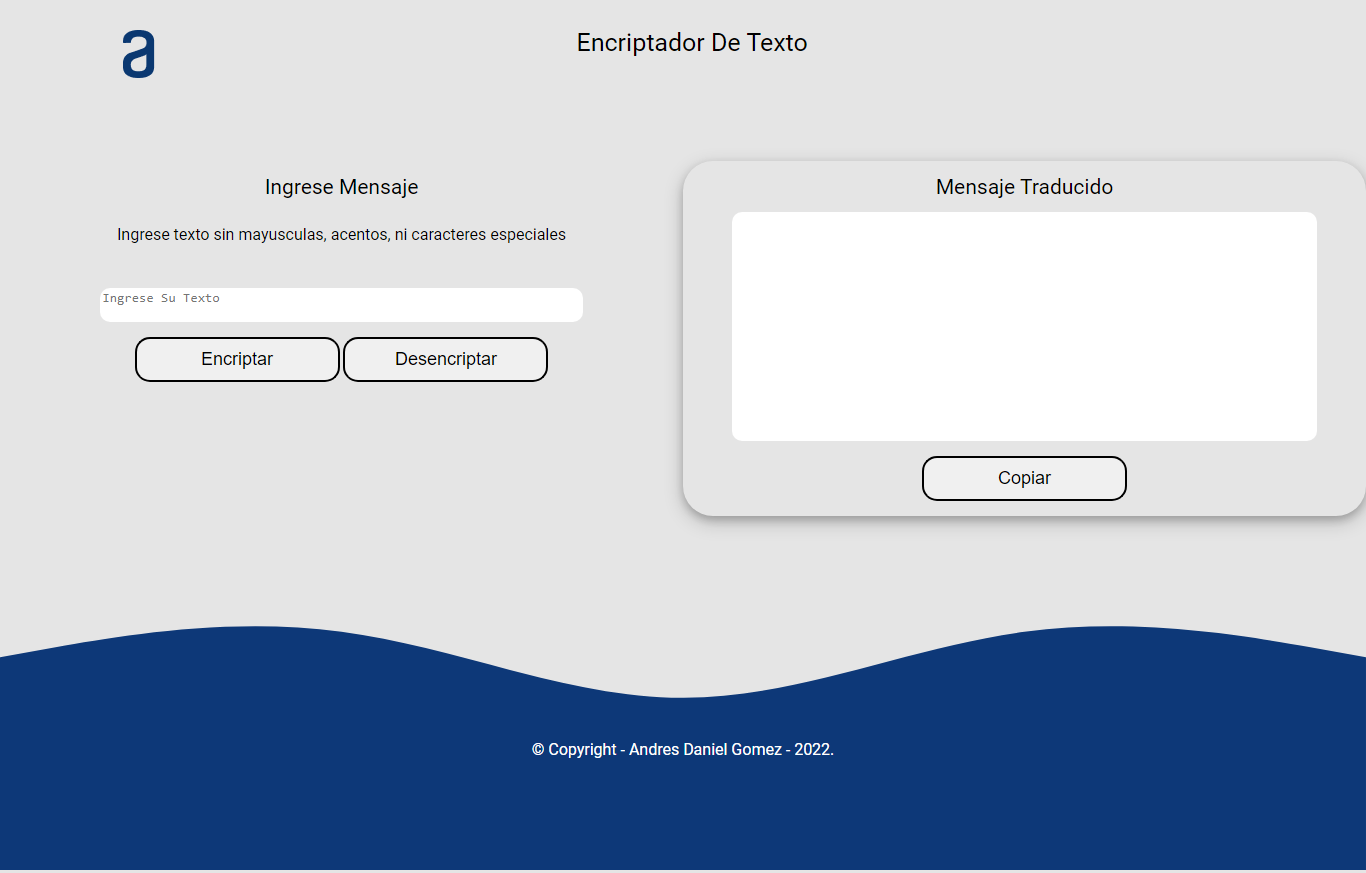 a
Encriptador De Texto
Ingrese Mensaje
Ingrese texto sin mayusculas, acentos, ni caracteres especiales
Ingrese Su Texto
Encriptar
Desencriptar
Mensaje Traducido
Copiar
© Copyright - Andres Daniel Gomez - 2022.